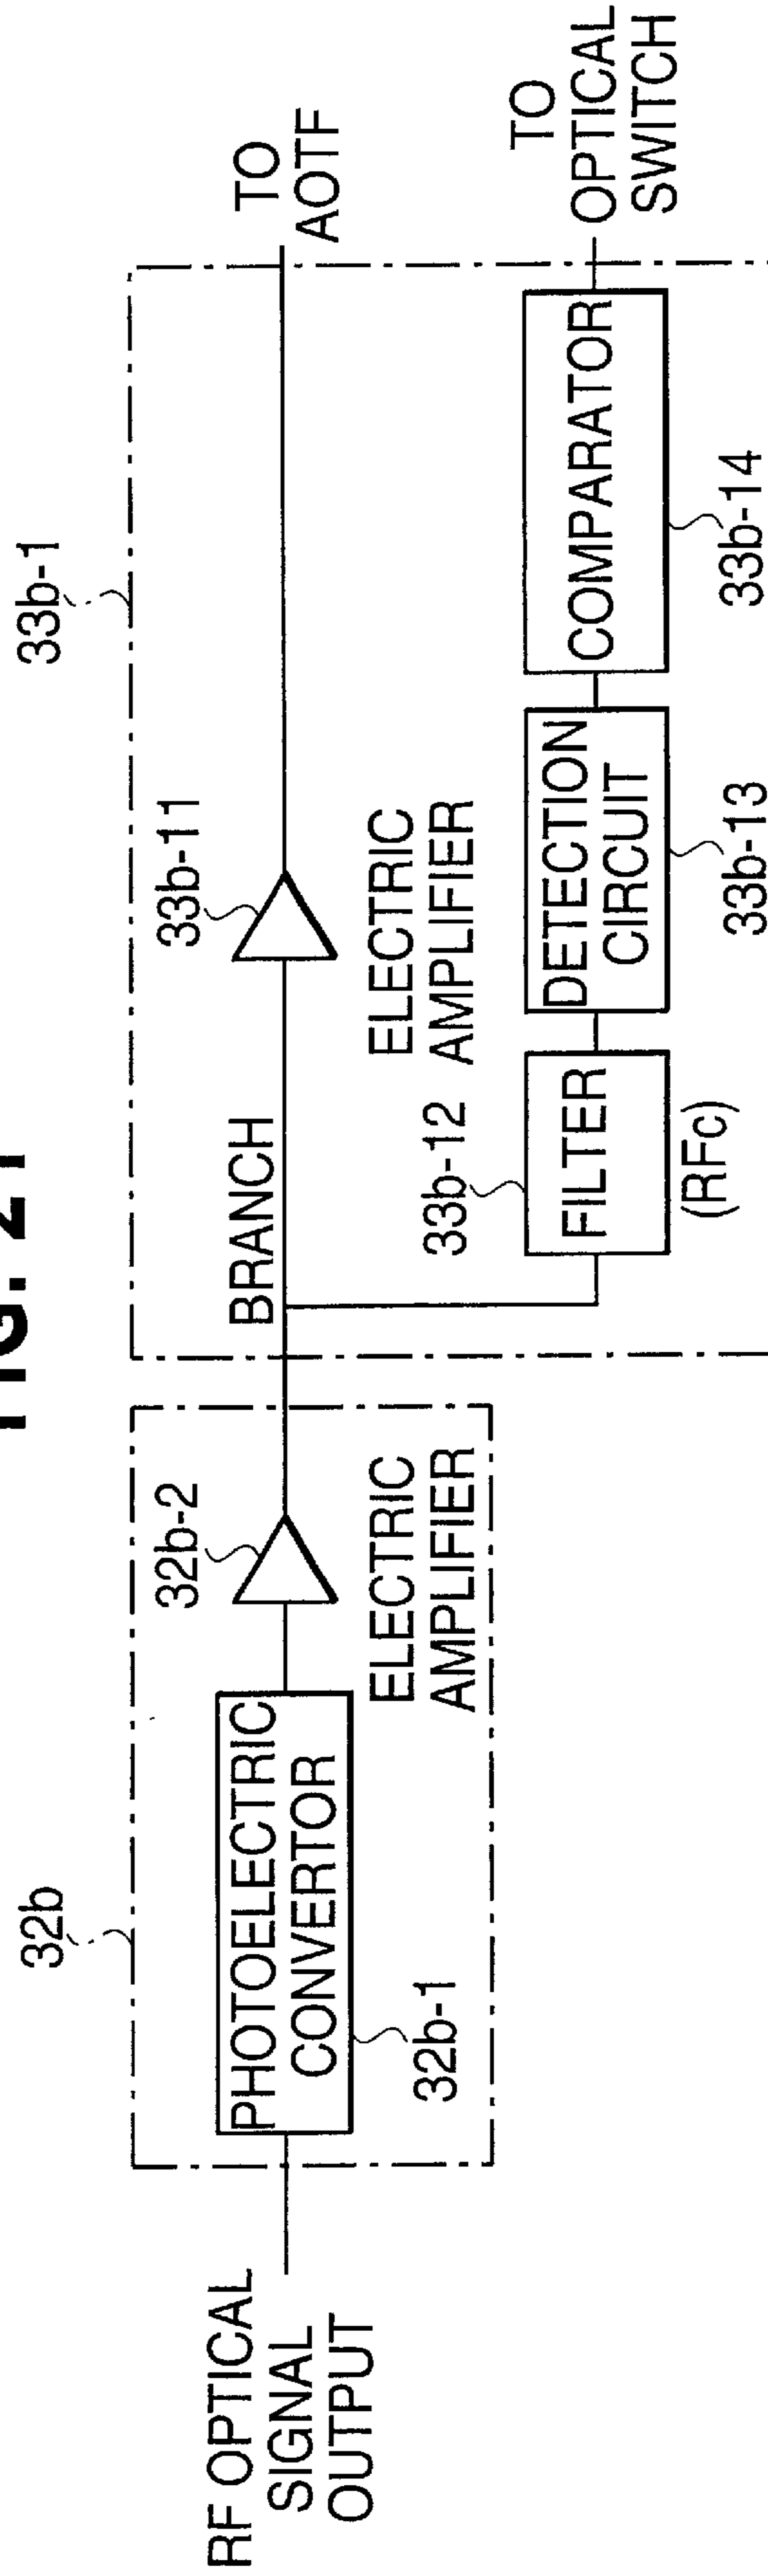 FIG. 21
32b
33b-1
RF OPTICAL
SIGNAL
OUTPUT
PHOTOELECTRIC
CONVERTOR
32b-1
32b-2
ELECTRIC
AMPLIFIER
BRANCH
33b-11
ELECTRIC
AMPLIFIER
TO
AOTF
33b-12
FILTER
(RFc)
DETECTION
CIRCUIT
33b-13
COMPARATOR
33b-14
TO
OPTICAL
SWITCH